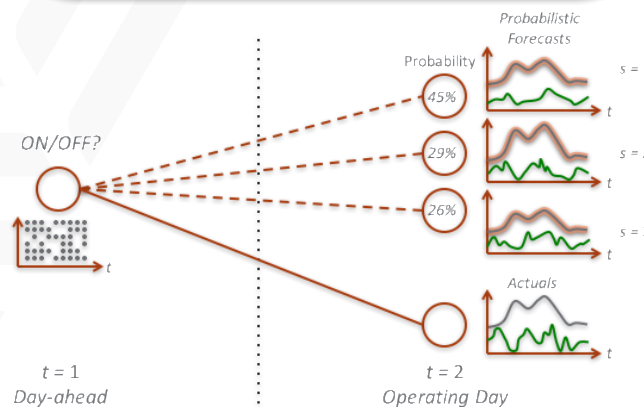 Probabilistic
Forecasts
Probability
s =
45%
t
ON/OFF?
29%
s =
t
26%
s =
t
t
Actuals
t
t = 1
t = 2
Day-ahead
Operating Day